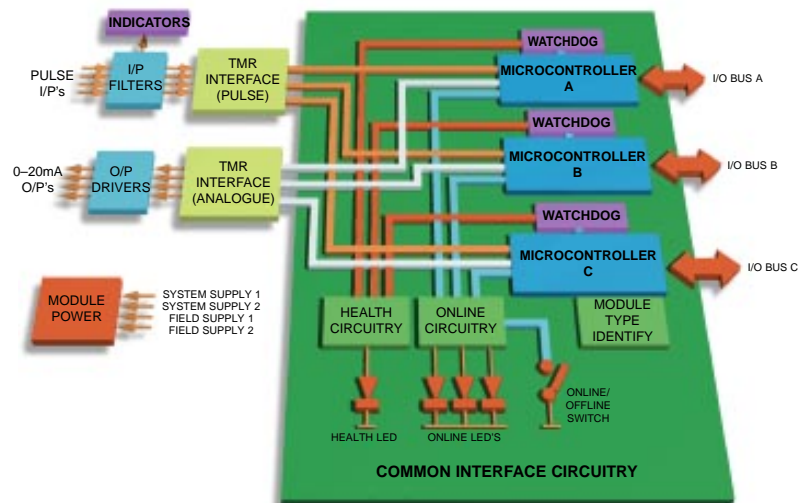 INDICATORS
PULSE
I/P's
I/P
FILTERS
TMR
INTERFACE
(PULSE)
WATCHDOG
MICROCONTROLLER
A
I/O BUS A
WATCHDOG
MICROCONTROLLER
B
I/O BUS B
0–20mA
O/P's
O/P
DRIVERS
TMR
INTERFACE
(ANALOGUE)
WATCHDOG
MICROCONTROLLER
C
I/O BUS C
MODULE
POWER
SYSTEM SUPPLY 1
SYSTEM SUPPLY 2
FIELD SUPPLY 1
FIELD SUPPLY 2
HEALTH
CIRCUITRY
ONLINE
CIRCUITRY
MODULE
TYPE
IDENTIFY
ONLINE/
OFFLINE
SWITCH
HEALTH LED
ONLINE LED'S
COMMON INTERFACE CIRCUITRY